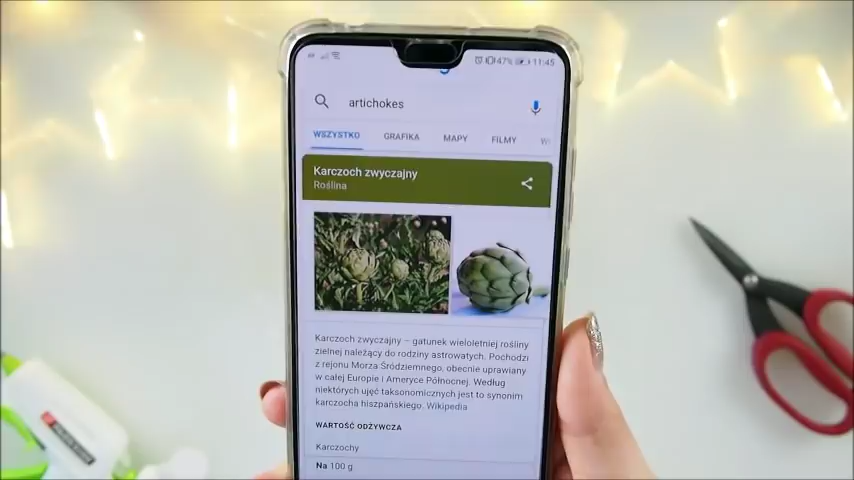 47% 11:45
artichokes
WSZYSTKO GRAFIKA MAPY FILMY
Karczoch zwyczajny
Roślina
Karczoch zwyczajny – gatunek wieloletniej rośliny
zielnej należący do rodziny astrowatych. Pochodzi
z rejonu Morza Śródziemnego, obecnie uprawiany
w całej Europie i Ameryce Północnej. Według
niektórych ujęć taksonomicznych jest to synonim
karczocha hiszpańskiego. Wikipedia
WARTOŚĆ ODŻYWCZA
Karczochy
Na 100 g